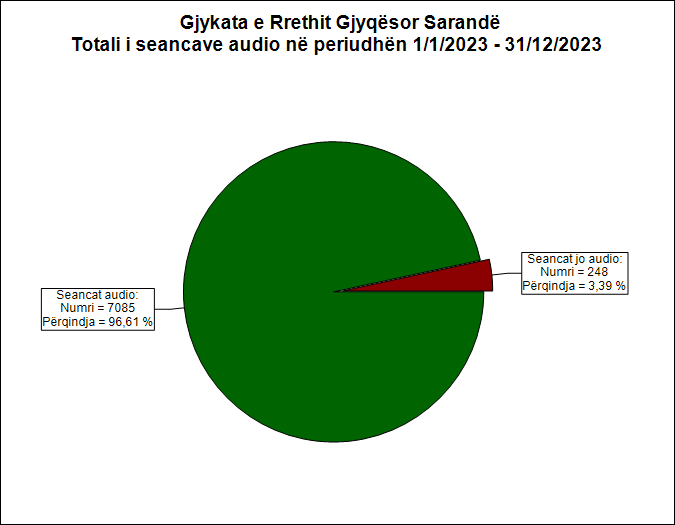 Gjykata e Rrethit Gjyqësor Sarandë
Totali i seancave audio në periudhën 1/1/2023 - 31/12/2023
Seancat jo audio:
Numri = 248
Përqindja = 3,39 %
Seancat audio:
Numri = 7085
Përqindja = 96,61 %